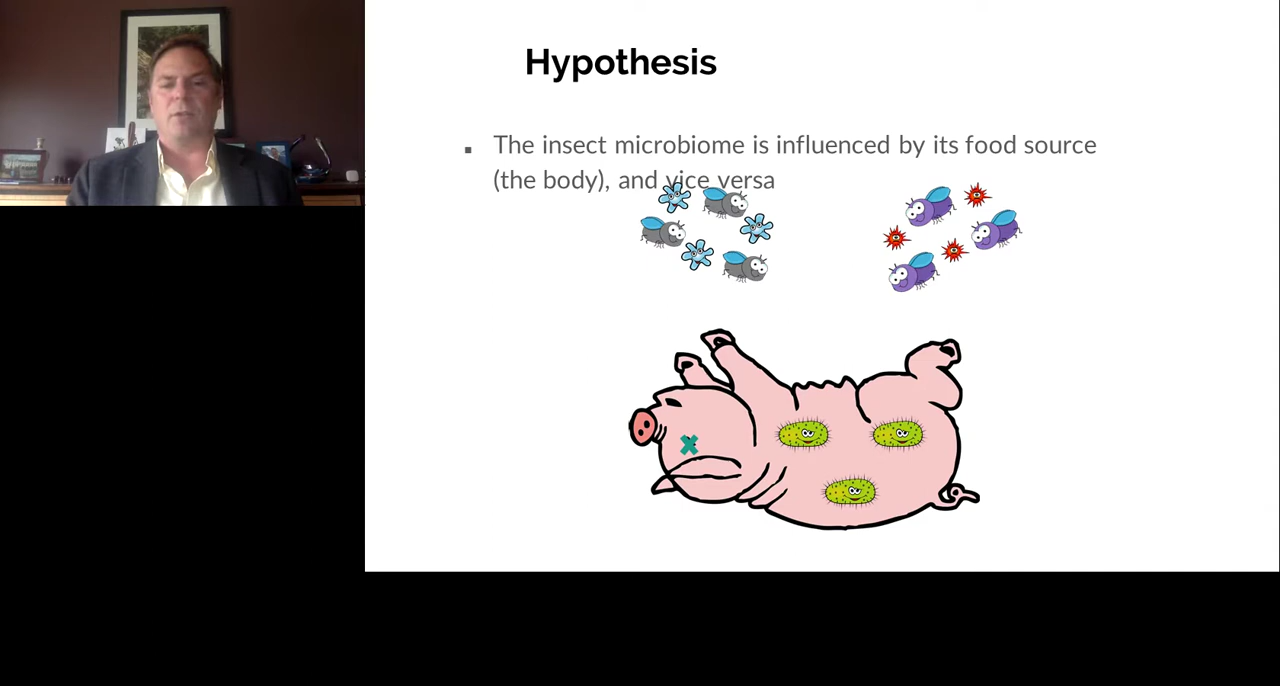 Hypothesis
▪ The insect microbiome is influenced by its food source
(the body), and vice versa